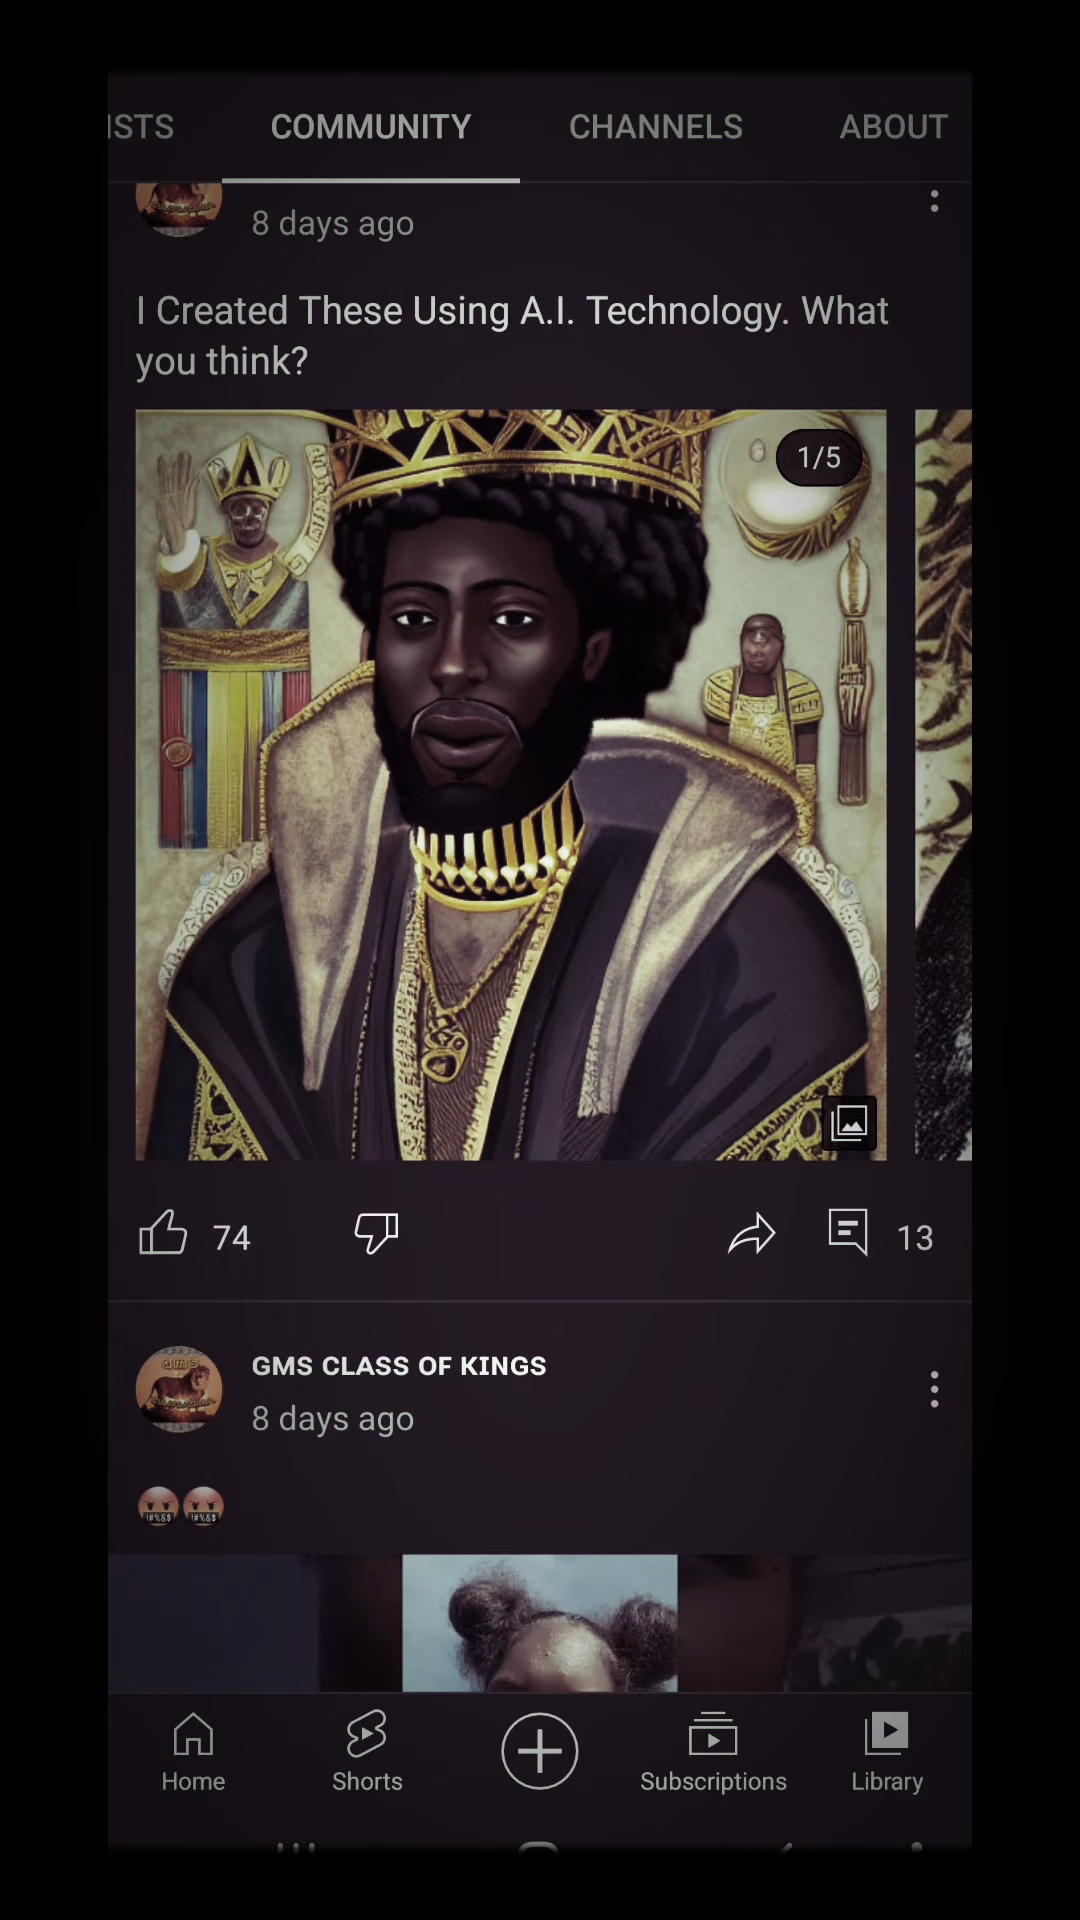 ISTS COMMUNITY CHANNELS ABOUT
8 days ago
I Created These Using A.I. Technology. What
you think?
1/5
74 13
GMS
GMS CLASS OF KINGS
8 days ago
Home Shorts Subscriptions Library